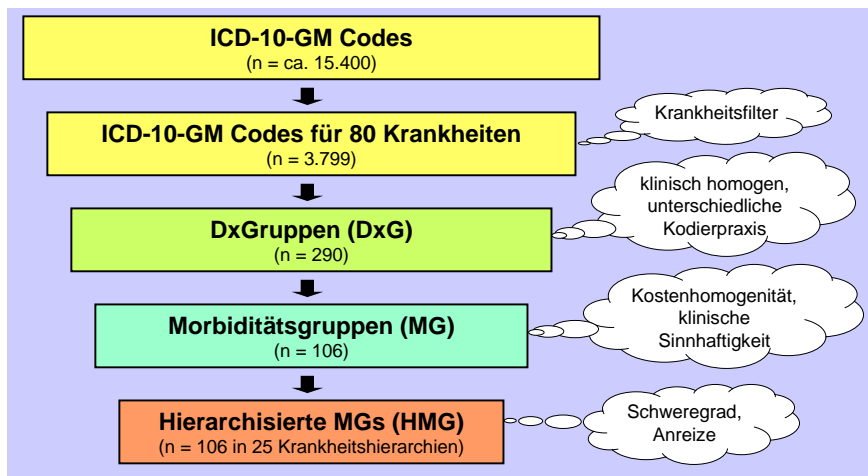 ICD-10-GM Codes
(n = ca. 15.400)
Krankheitsfilter
ICD-10-GM Codes für 80 Krankheiten
(n = 3.799)
klinisch homogen,
unterschiedliche
Kodierpraxis
DxGruppen (DxG)
(n = 290)
Kostenhomogenität,
klinische
Sinnhaftigkeit
Morbiditätsgruppen (MG)
(n = 106)
Hierarchisierte MGs (HMG)
(n = 106 in 25 Krankheitshierarchien)
Schweregrad,
Anreize